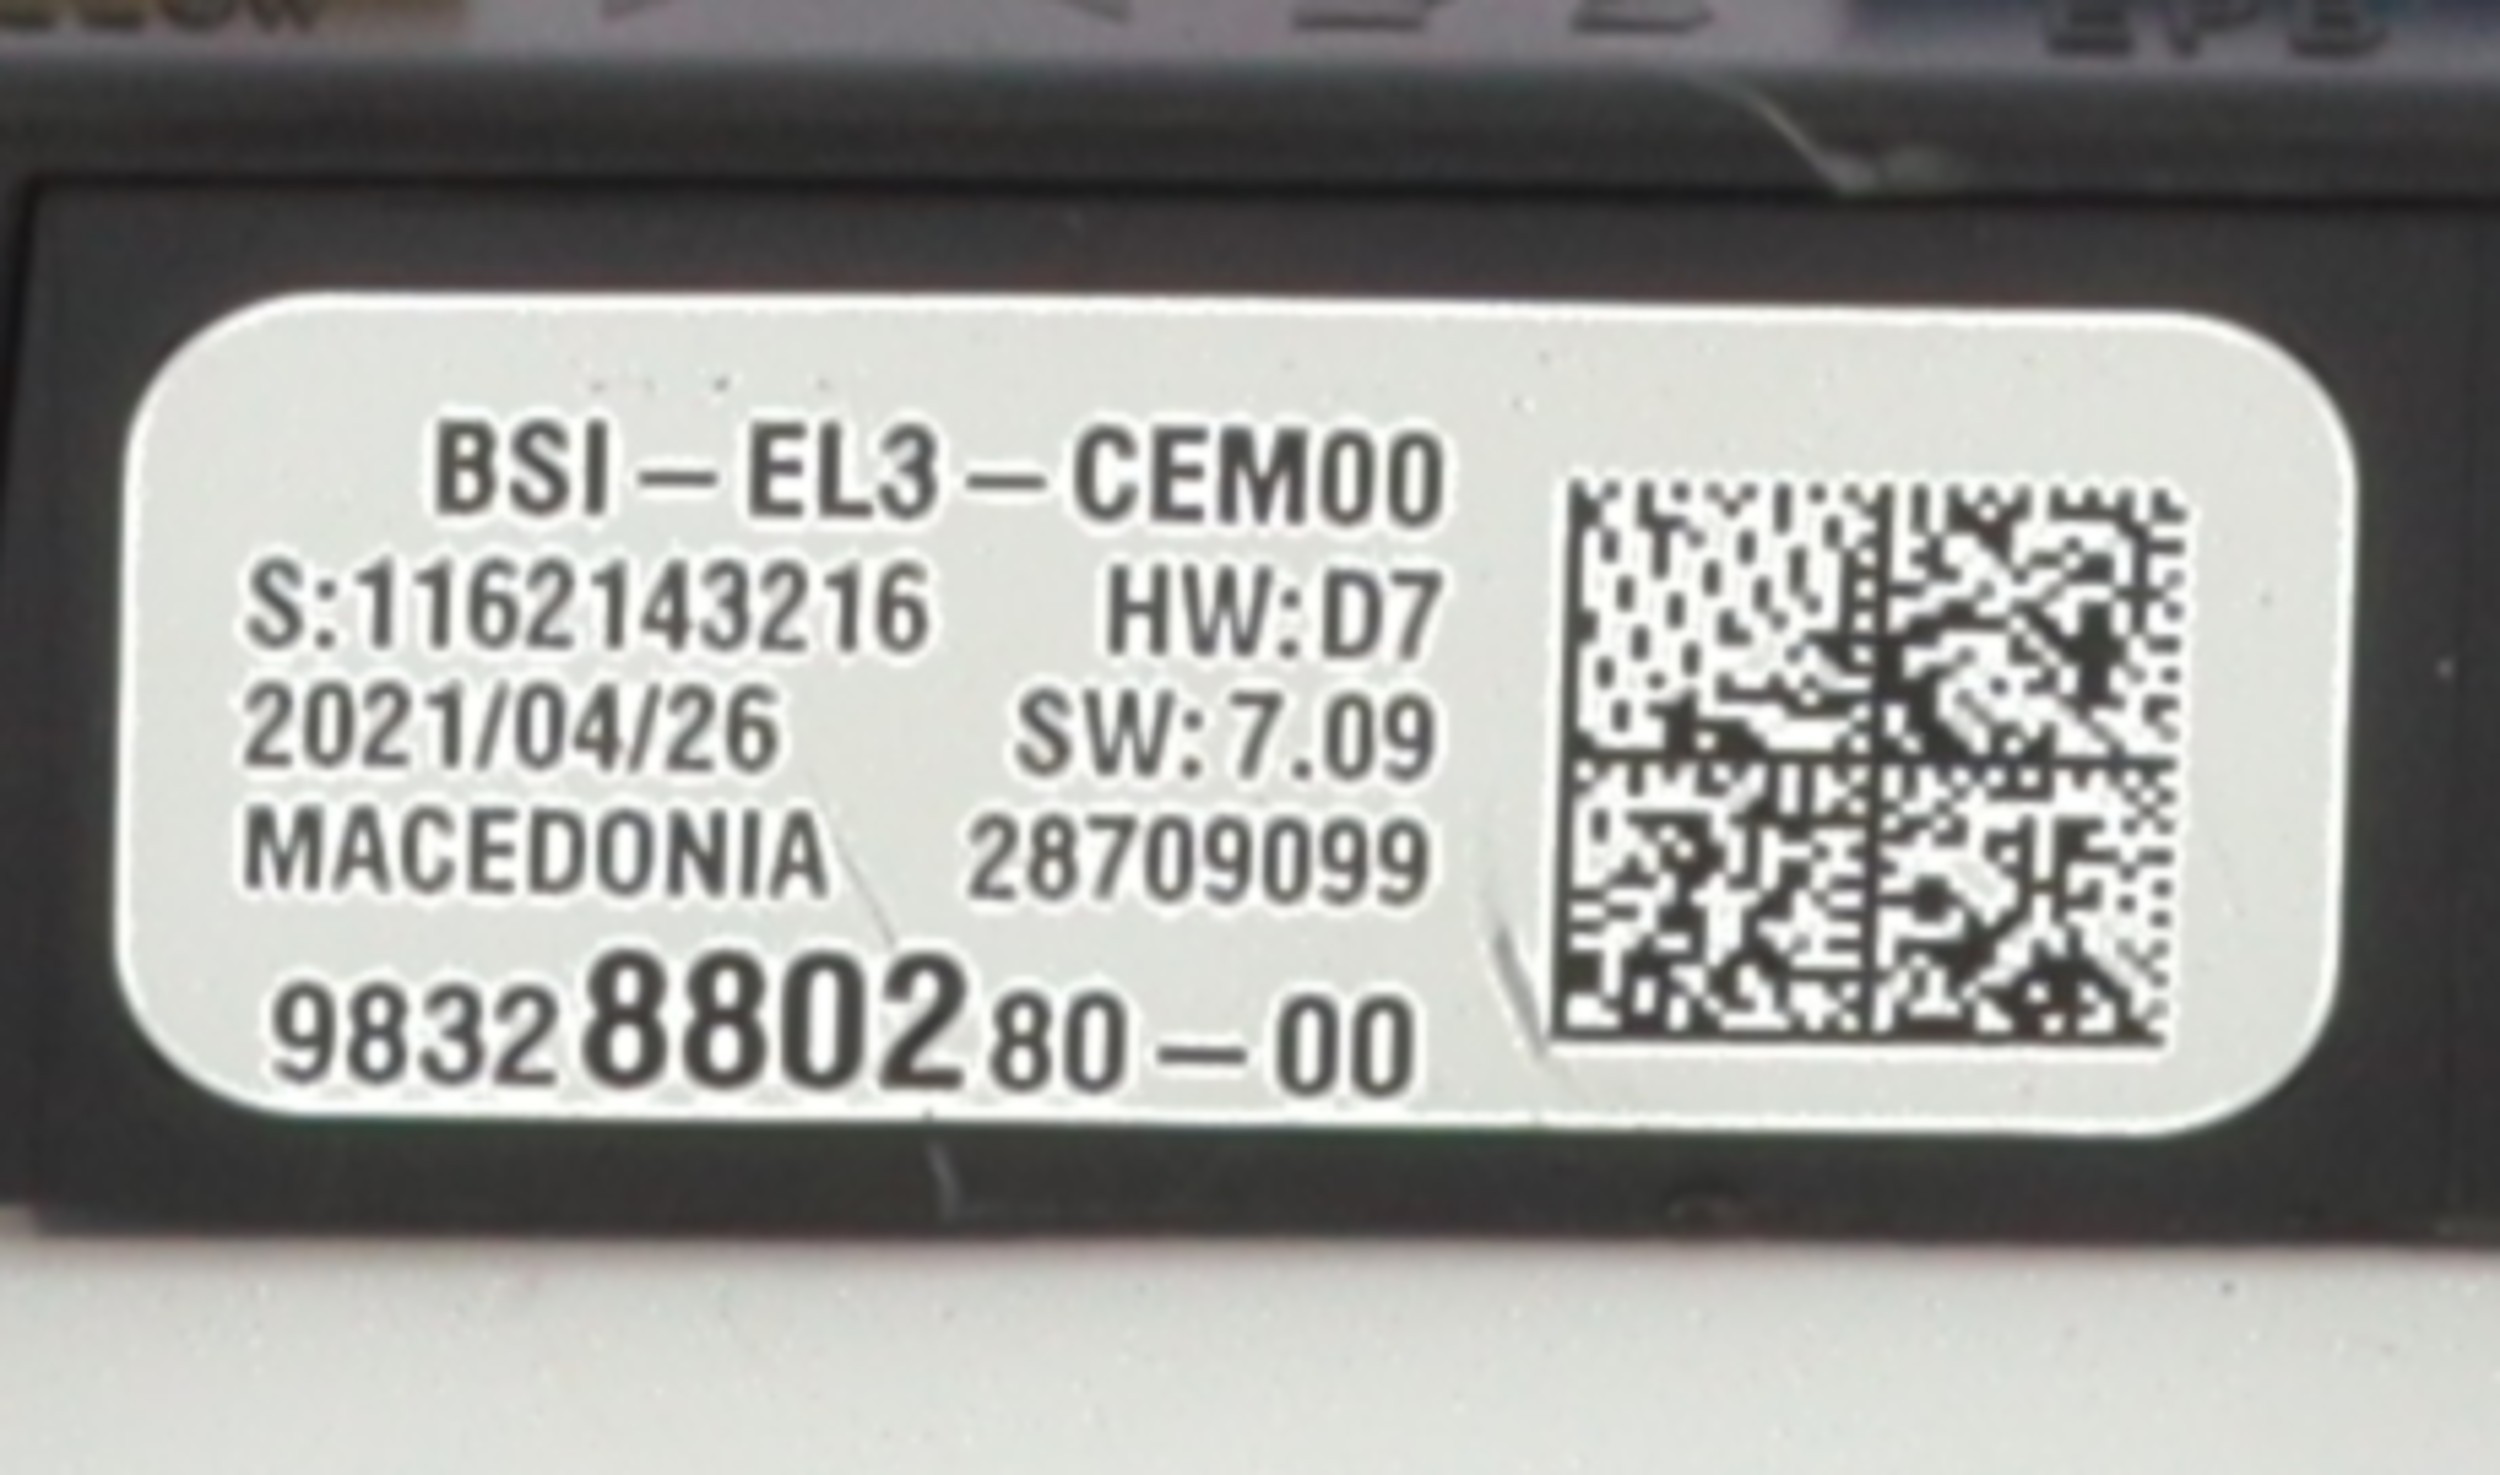 BSI-EL3-CEM00
S:1162143216 HW:D7
2021/04/26 SW:7.09
MACEDONIA 28709099
9832880280-00